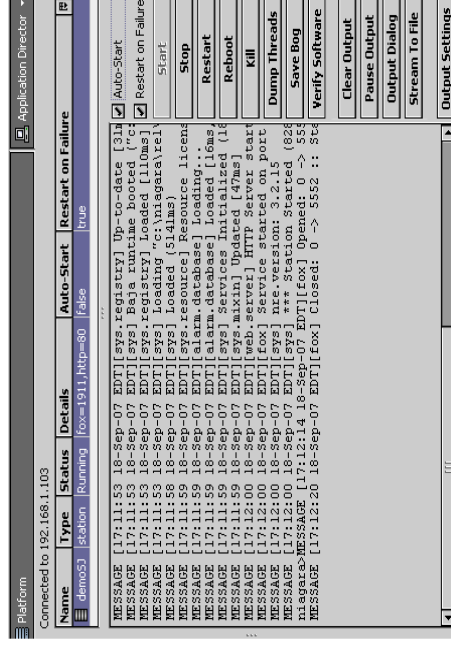 Platform
Application Director
Connected to 192.168.1.103
Name Type Status Details Auto-Start Restart on Failure
demoSJ station Running fox=1911,http=80 false true
MESSAGE [17:11:53 18-Sep-07 EDT][sys.registry] Up-to-date [31m
MESSAGE [17:11:53 18-Sep-07 EDT][sys] Baja runtime booted ("c:
MESSAGE [17:11:53 18-Sep-07 EDT][sys.registry] Loaded [110ms]
MESSAGE [17:11:53 18-Sep-07 EDT][sys] Loading "c:\niagara\rel\
MESSAGE [17:11:58 18-Sep-07 EDT][sys] Loaded (5141ms)
MESSAGE [17:11:59 18-Sep-07 EDT][sys.resource] Resource licens
MESSAGE [17:11:59 18-Sep-07 EDT][alarm.database] Loading...
MESSAGE [17:11:59 18-Sep-07 EDT][alarm.database] Loaded [16ms,
MESSAGE [17:11:59 18-Sep-07 EDT][sys] Services Initialized (18
MESSAGE [17:11:59 18-Sep-07 EDT][sys.mixin] Updated [47ms]
MESSAGE [17:12:00 18-Sep-07 EDT][web.server] HTTP Server start
MESSAGE [17:12:00 18-Sep-07 EDT][fox] Service started on port
MESSAGE [17:12:00 18-Sep-07 EDT][sys] nre.version: 3.2.15
MESSAGE [17:12:00 18-Sep-07 EDT][sys] *** Station Started (828
niagara>MESSAGE [17:12:14 18-Sep-07 EDT][fox] Opened: 0 -> 555
MESSAGE [17:12:20 18-Sep-07 EDT][fox] Closed: 0 -> 5552 :: Sta
Auto-Start
Restart on Failure
Start
Stop
Restart
Reboot
Kill
Dump Threads
Save Bog
Verify Software
Clear Output
Pause Output
Output Dialog
Stream To File
Output Settings